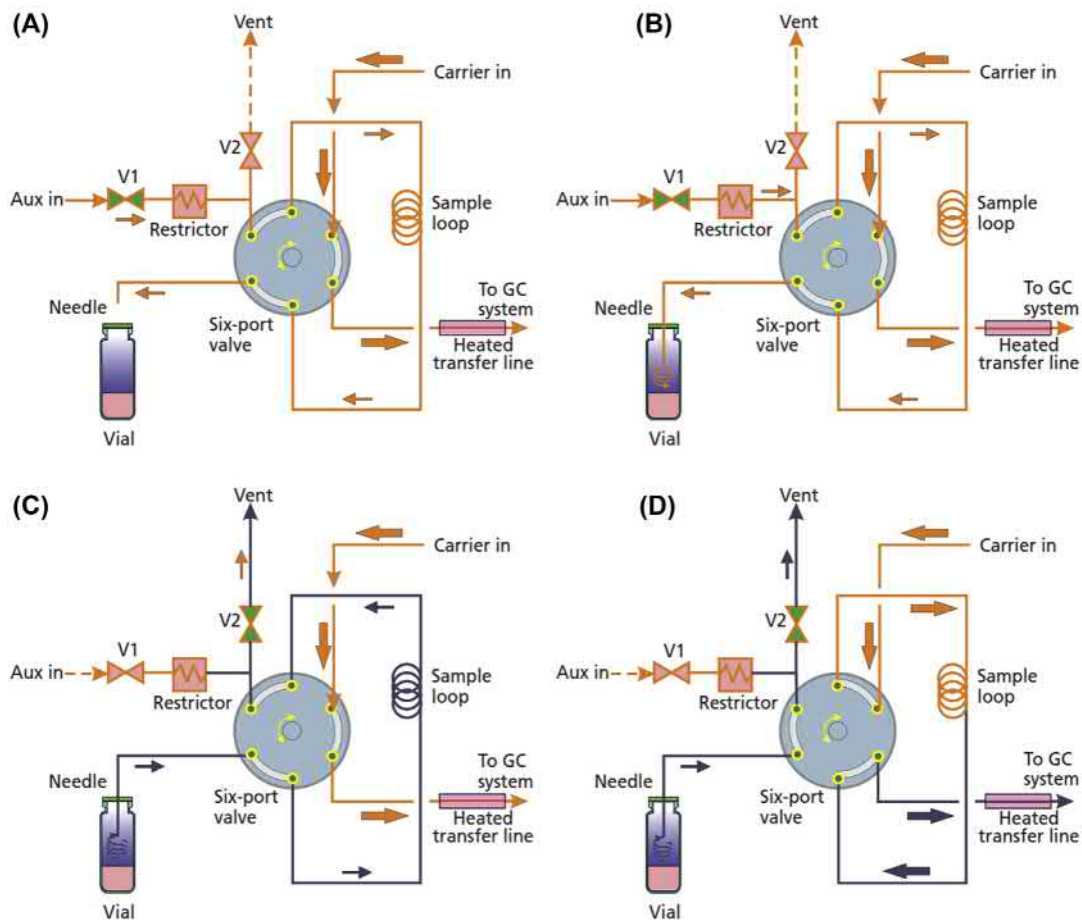 (A)
Vent
Carrier in
V2
V1
Aux in
Restrictor
Sample
loop
Needle
Six-port
valve
To GC
system
Heated
transfer line
Vial
(B)
Vent
Carrier in
V2
V1
Aux in
Restrictor
Sample
loop
Needle
Six-port
valve
To GC
system
Heated
transfer line
Vial
(C)
Vent
Carrier in
V2
V1
Aux in
Restrictor
Sample
loop
Needle
Six-port
valve
To GC
system
Heated
transfer line
Vial
(D)
Vent
Carrier in
V2
V1
Aux in
Restrictor
Sample
loop
Needle
Six-port
valve
To GC
system
Heated
transfer line
Vial